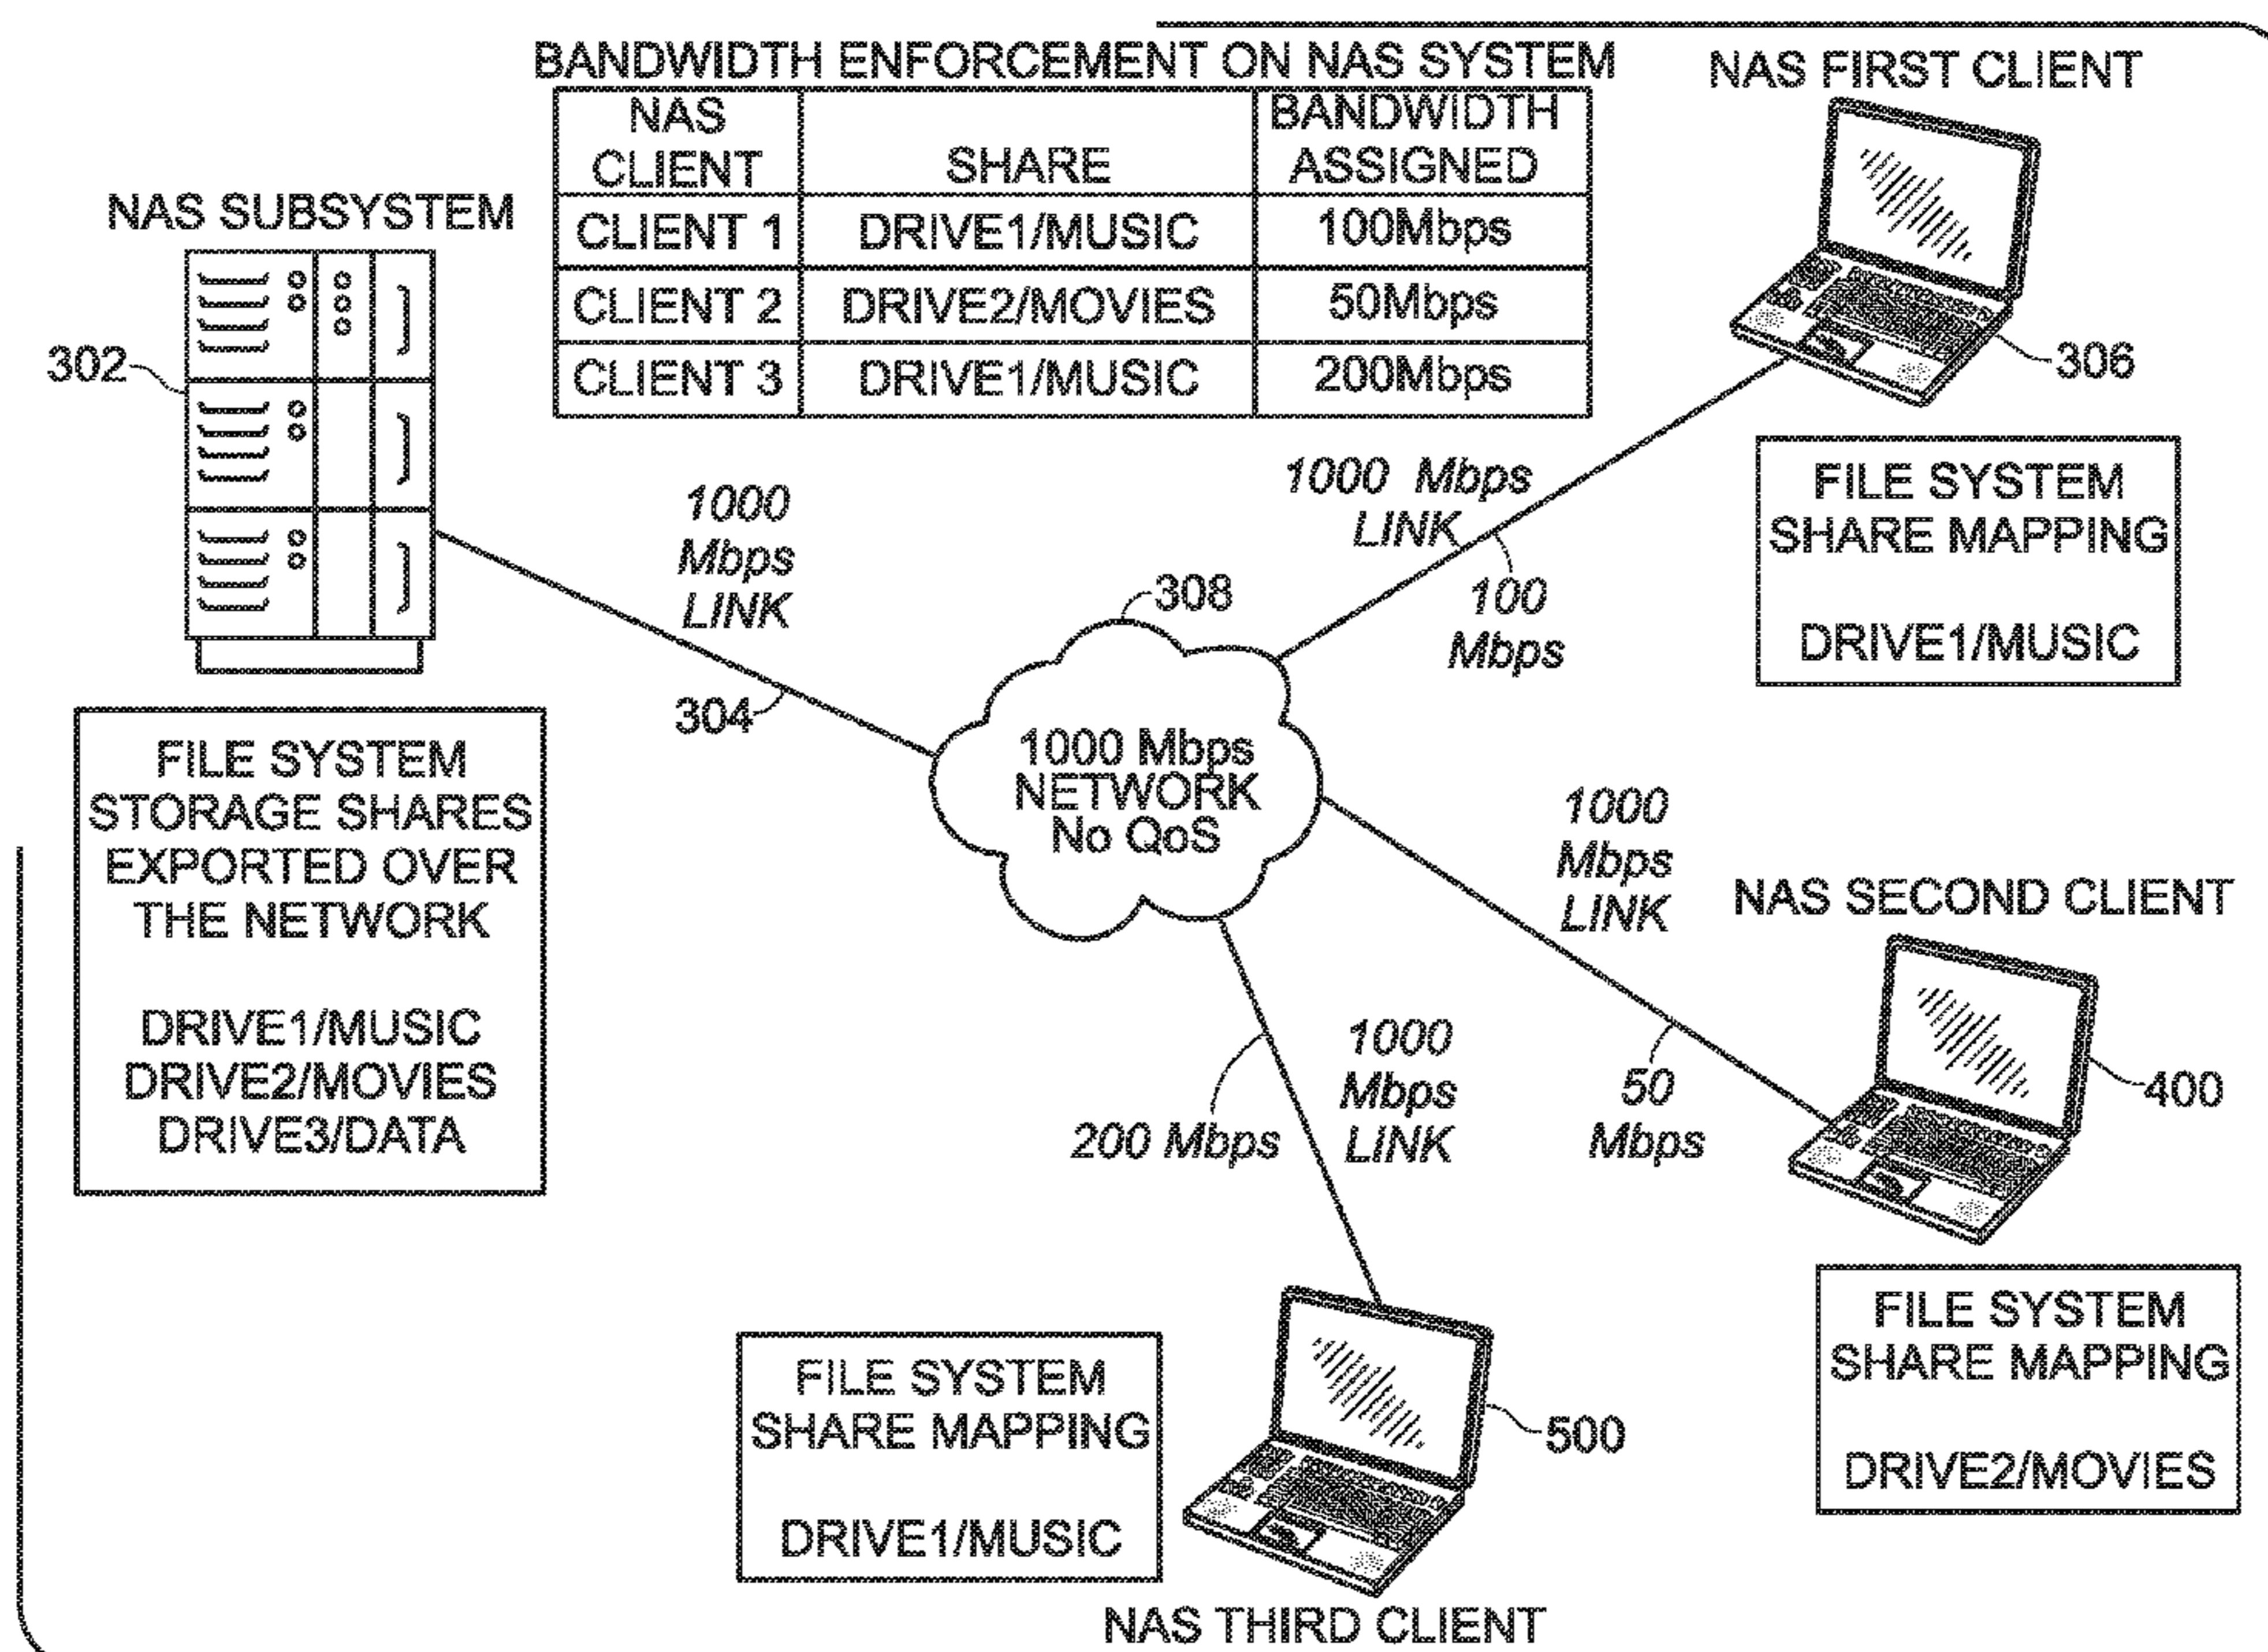 BANDWIDTH ENFORCEMENT ON NAS SYSTEM
NAS CLIENT SHARE BANDWIDTH ASSIGNED
CLIENT 1 DRIVE1/MUSIC 100Mbps
CLIENT 2 DRIVE2/MOVIES 50Mbps
CLIENT 3 DRIVE1/MUSIC 200Mbps
NAS SUBSYSTEM
302
FILE SYSTEM
STORAGE SHARES
EXPORTED OVER
THE NETWORK
DRIVE1/MUSIC
DRIVE2/MOVIES
DRIVE3/DATA
1000
Mbps
LINK
304
308
1000 Mbps
NETWORK
No QoS
NAS FIRST CLIENT
306
1000 Mbps
LINK
100
Mbps
FILE SYSTEM
SHARE MAPPING
DRIVE1/MUSIC
1000
Mbps
LINK
50
Mbps
NAS SECOND CLIENT
400
FILE SYSTEM
SHARE MAPPING
DRIVE2/MOVIES
200 Mbps
1000
Mbps
LINK
500
FILE SYSTEM
SHARE MAPPING
DRIVE1/MUSIC
NAS THIRD CLIENT